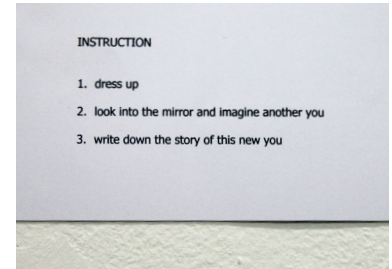 INSTRUCTION
1. dress up
2. look into the mirror and imagine another you
3. write down the story of this new you